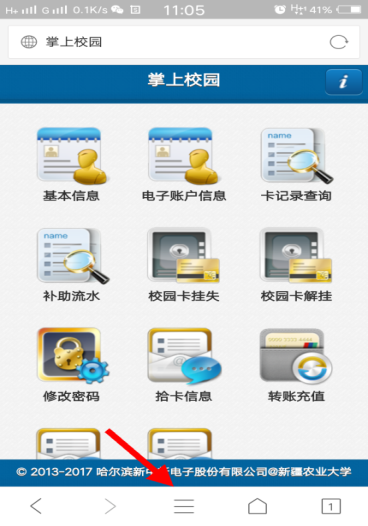 H+ G 0.1K/s 11:05 H+ 41%
掌上校园
掌上校园 i
基本信息 电子账户信息 name 卡记录查询
name 补助流水 校园卡挂失 校园卡解挂
修改密码 拾卡信息 转账充值
© 2013-2017 哈尔滨新中 电子股份有限公司@新疆农业大学
1